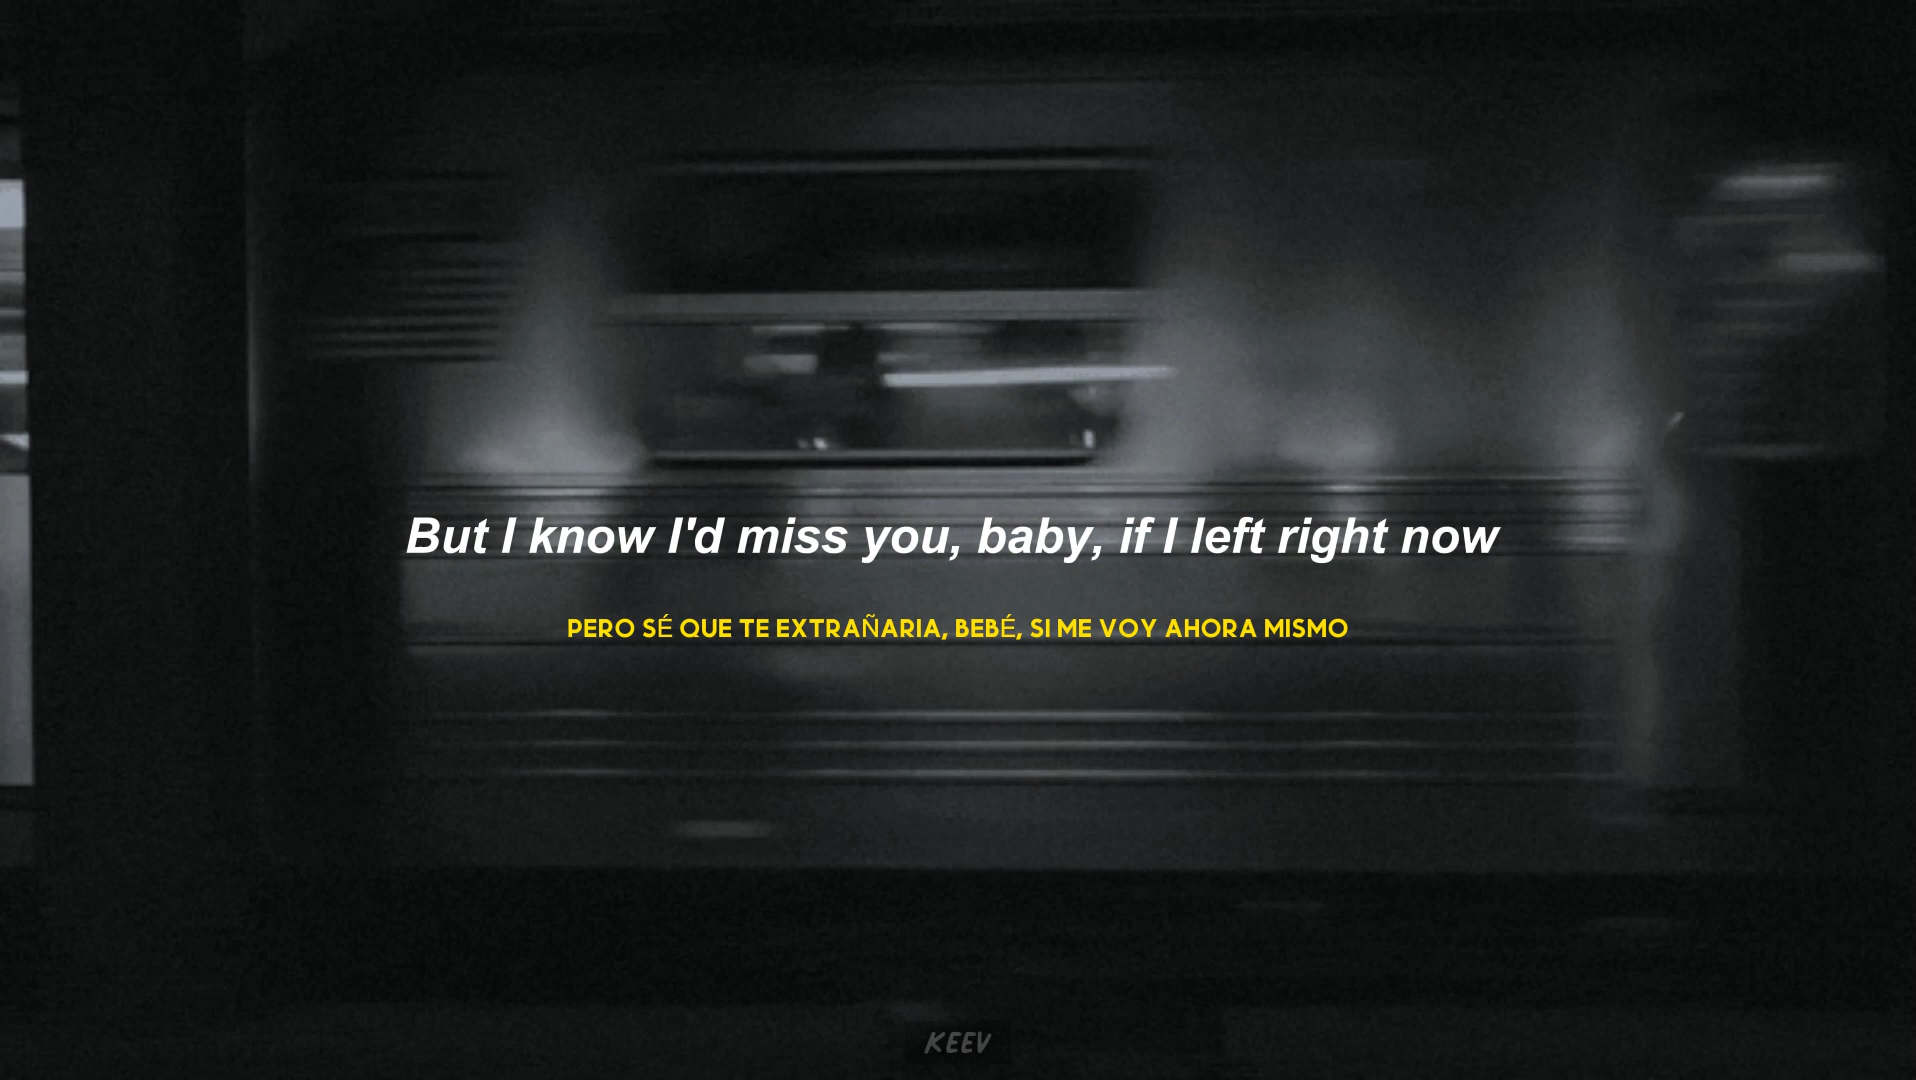 But I know I'd miss you, baby, if I left right now
PERO SÉ QUE TE EXTRAÑARIA, BEBÉ, SI ME VOY AHORA MISMO
KEEV